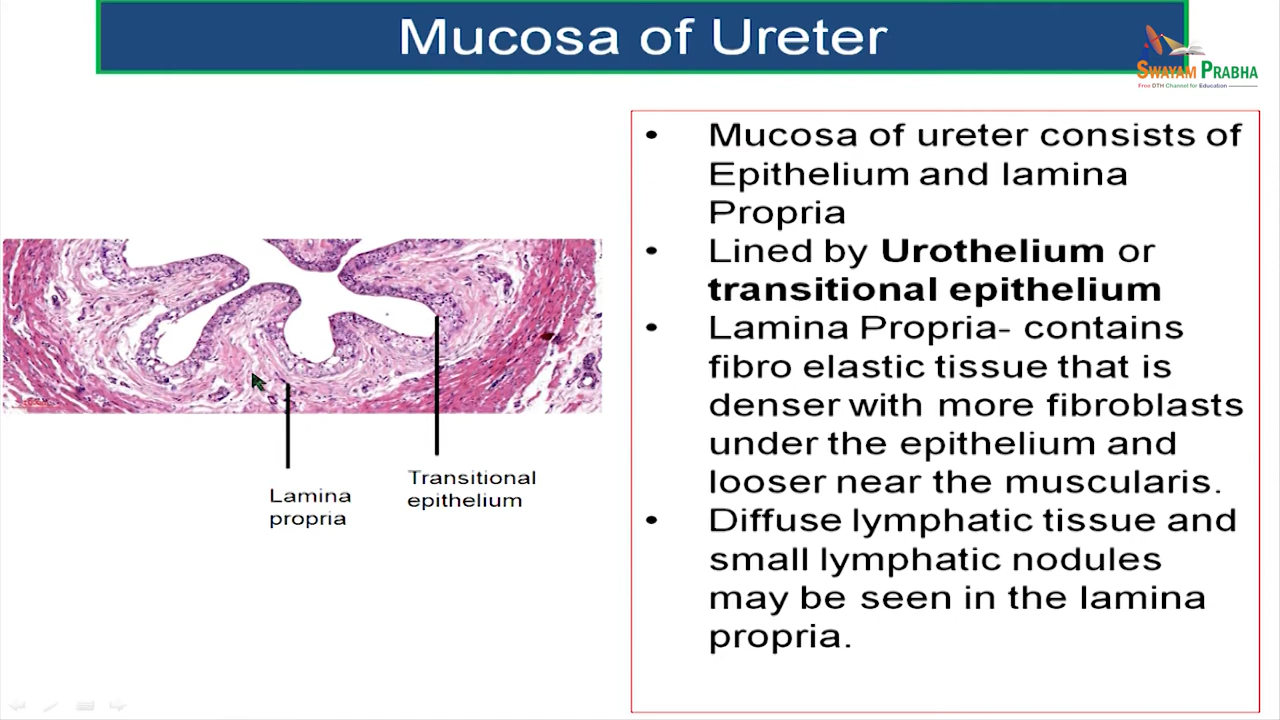 Mucosa of Ureter
SWAYAM PRABHA
Free DTH Channel for Education
• Mucosa of ureter consists of
Epithelium and lamina
Propria
• Lined by Urothelium or
transitional epithelium
• Lamina Propria- contains
fibro elastic tissue that is
denser with more fibroblasts
under the epithelium and
looser near the muscularis.
• Diffuse lymphatic tissue and
small lymphatic nodules
may be seen in the lamina
propria.
Lamina
propria
Transitional
epithelium